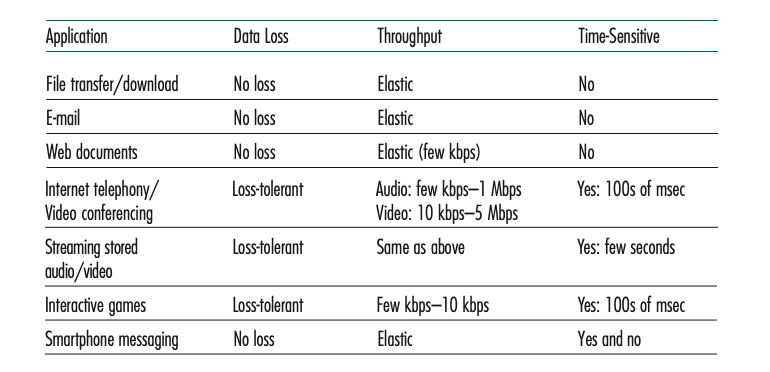 Application Data Loss Throughput Time-Sensitive
File transfer/download No loss Elastic No
E-mail No loss Elastic No
Web documents No loss Elastic (few kbps) No
Internet telephony/ Loss-tolerant Audio: few kbps–1 Mbps Yes: 100s of msec
Video conferencing Video: 10 kbps–5 Mbps
Streaming stored Loss-tolerant Same as above Yes: few seconds
audio/video
Interactive games Loss-tolerant Few kbps–10 kbps Yes: 100s of msec
Smartphone messaging No loss Elastic Yes and no